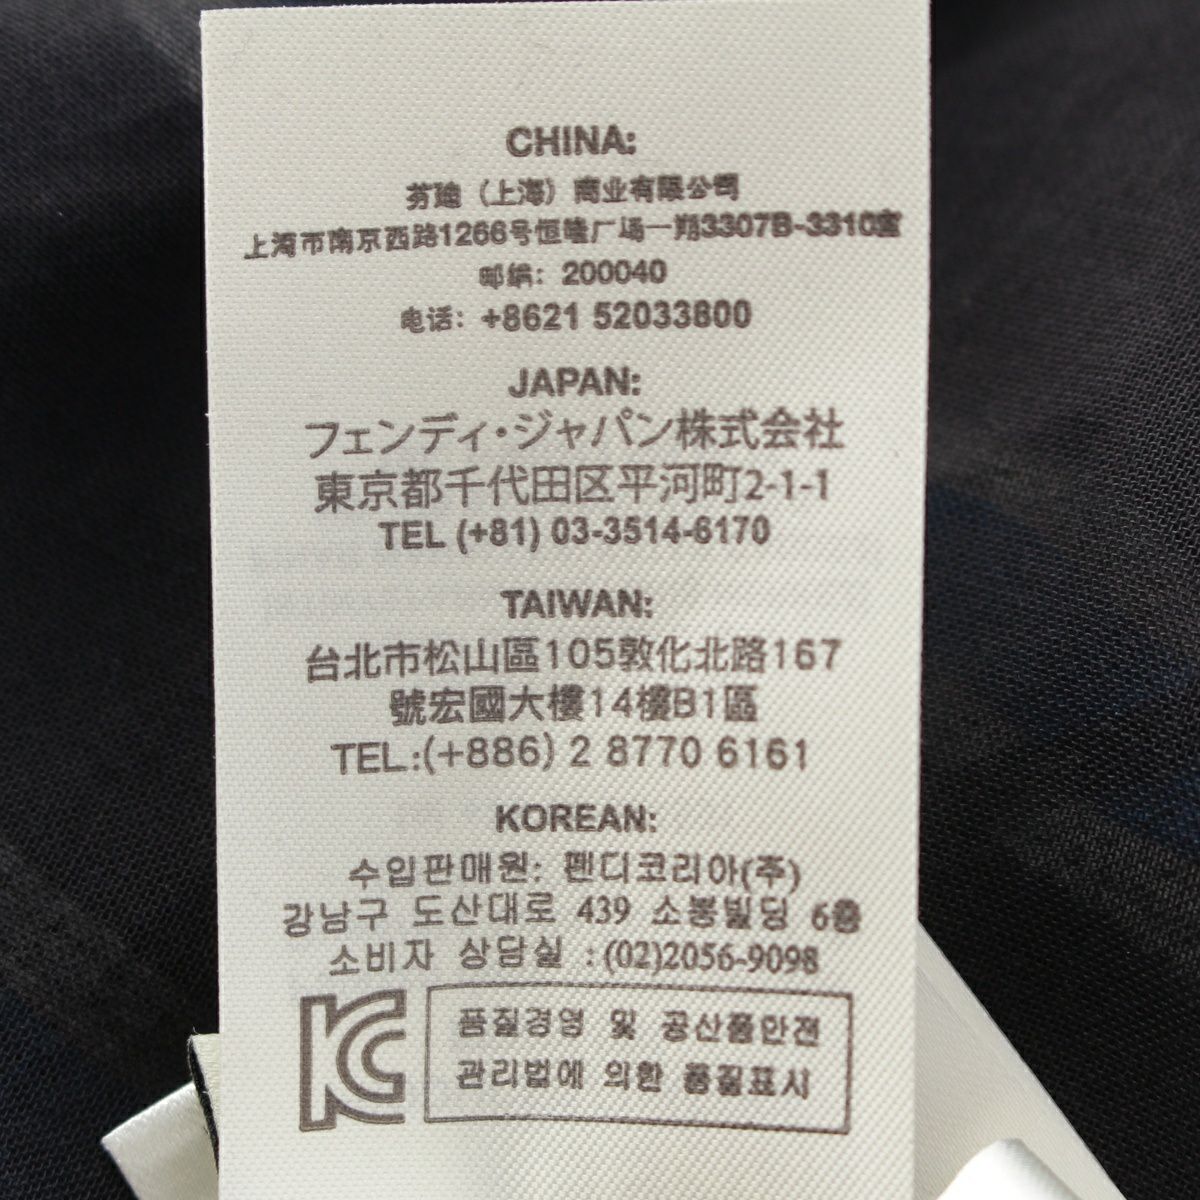 CHINA:
芬迪（上海）商业有限公司
上海市南京西路1266号恒隆广场一期3307B-3310室
邮编：200040
电话：+8621 52033800
JAPAN:
フェンディ・ジャパン株式会社
東京都千代田区平河町2-1-1
TEL (+81) 03-3514-6170
TAIWAN:
台北市松山區105敦化北路167
號宏國大樓14樓B1區
TEL.:(+886) 2 8770 6161
KOREAN:
수입판매원: 펜디코리아(주)
강남구 도산대로 439 소봉빌딩 6층
소비자 상담실 :(02)2056-9098
KC
품질경영 및 공산품안전
관리법에 의한 품질표시